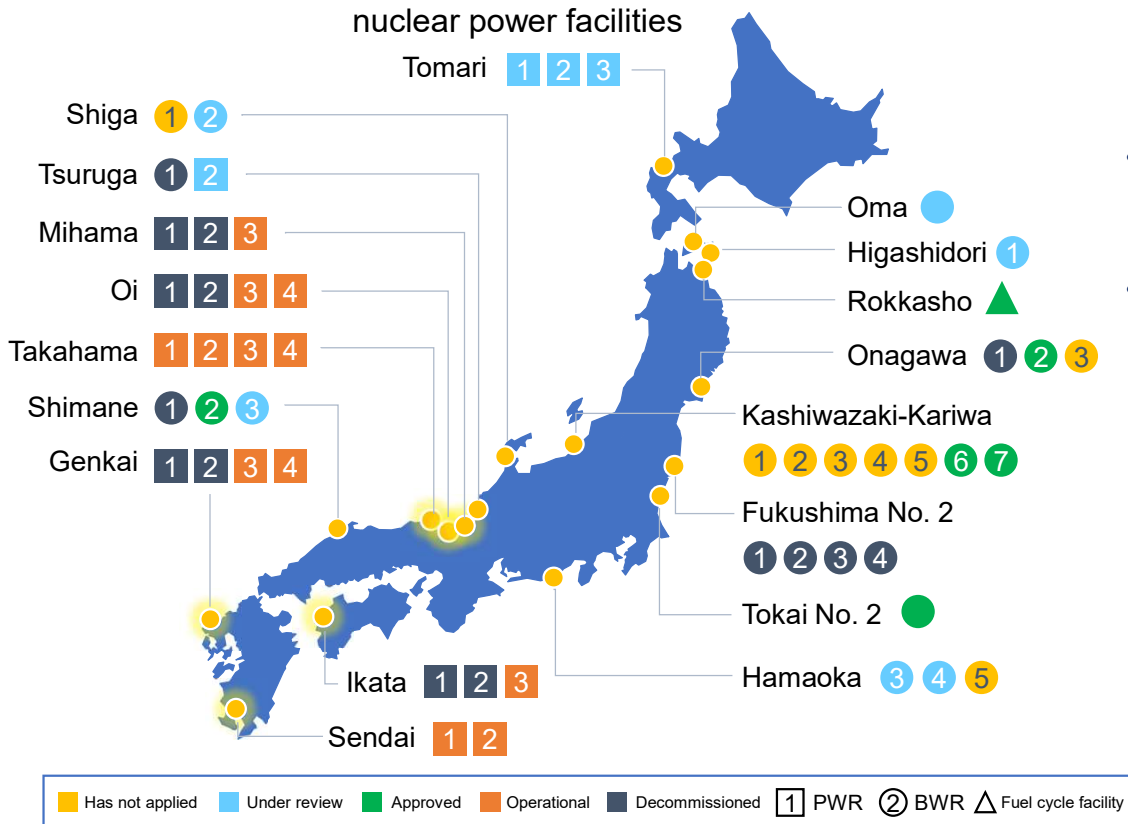 nuclear power facilities
Tomari 1 2 3
Shiga 1 2
Tsuruga 1 2
Mihama 1 2 3
Oi 1 2 3 4
Takahama 1 2 3 4
Shimane 1 2 3
Genkai 1 2 3 4
Oma
Higashidori 1
Rokkasho
Onagawa 1 2 3
Kashiwazaki-Kariwa
1 2 3 4 5 6 7
Fukushima No. 2
1 2 3 4
Tokai No. 2
Hamaoka 3 4 5
Ikata 1 2 3
Sendai 1 2
Has not applied Under review Approved Operational Decommissioned 1 PWR 2 BWR Fuel cycle facility